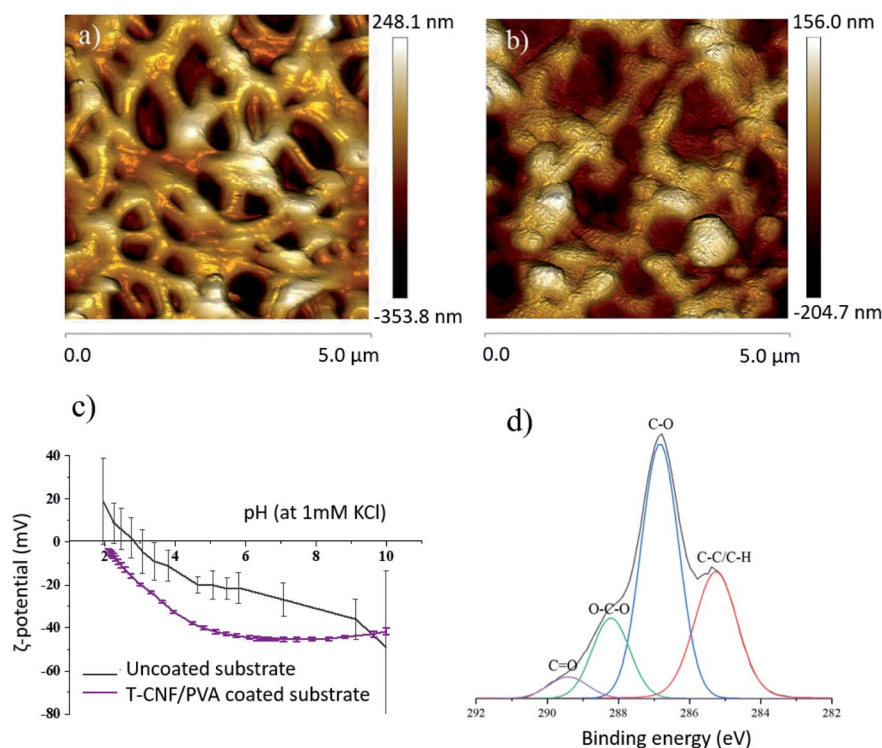 a)
248.1 nm
-353.8 nm
0.0
5.0 µm
b)
156.0 nm
-204.7 nm
0.0
5.0 µm
c)
ζ-potential (mV)
40
20
0
-20
-40
-60
-80
2
4
6
8
10
pH (at 1mM KCl)
Uncoated substrate
T-CNF/PVA coated substrate
d)
C-O
C-C/C-H
O-C-O
C=O
292
290
288
286
284
282
Binding energy (eV)